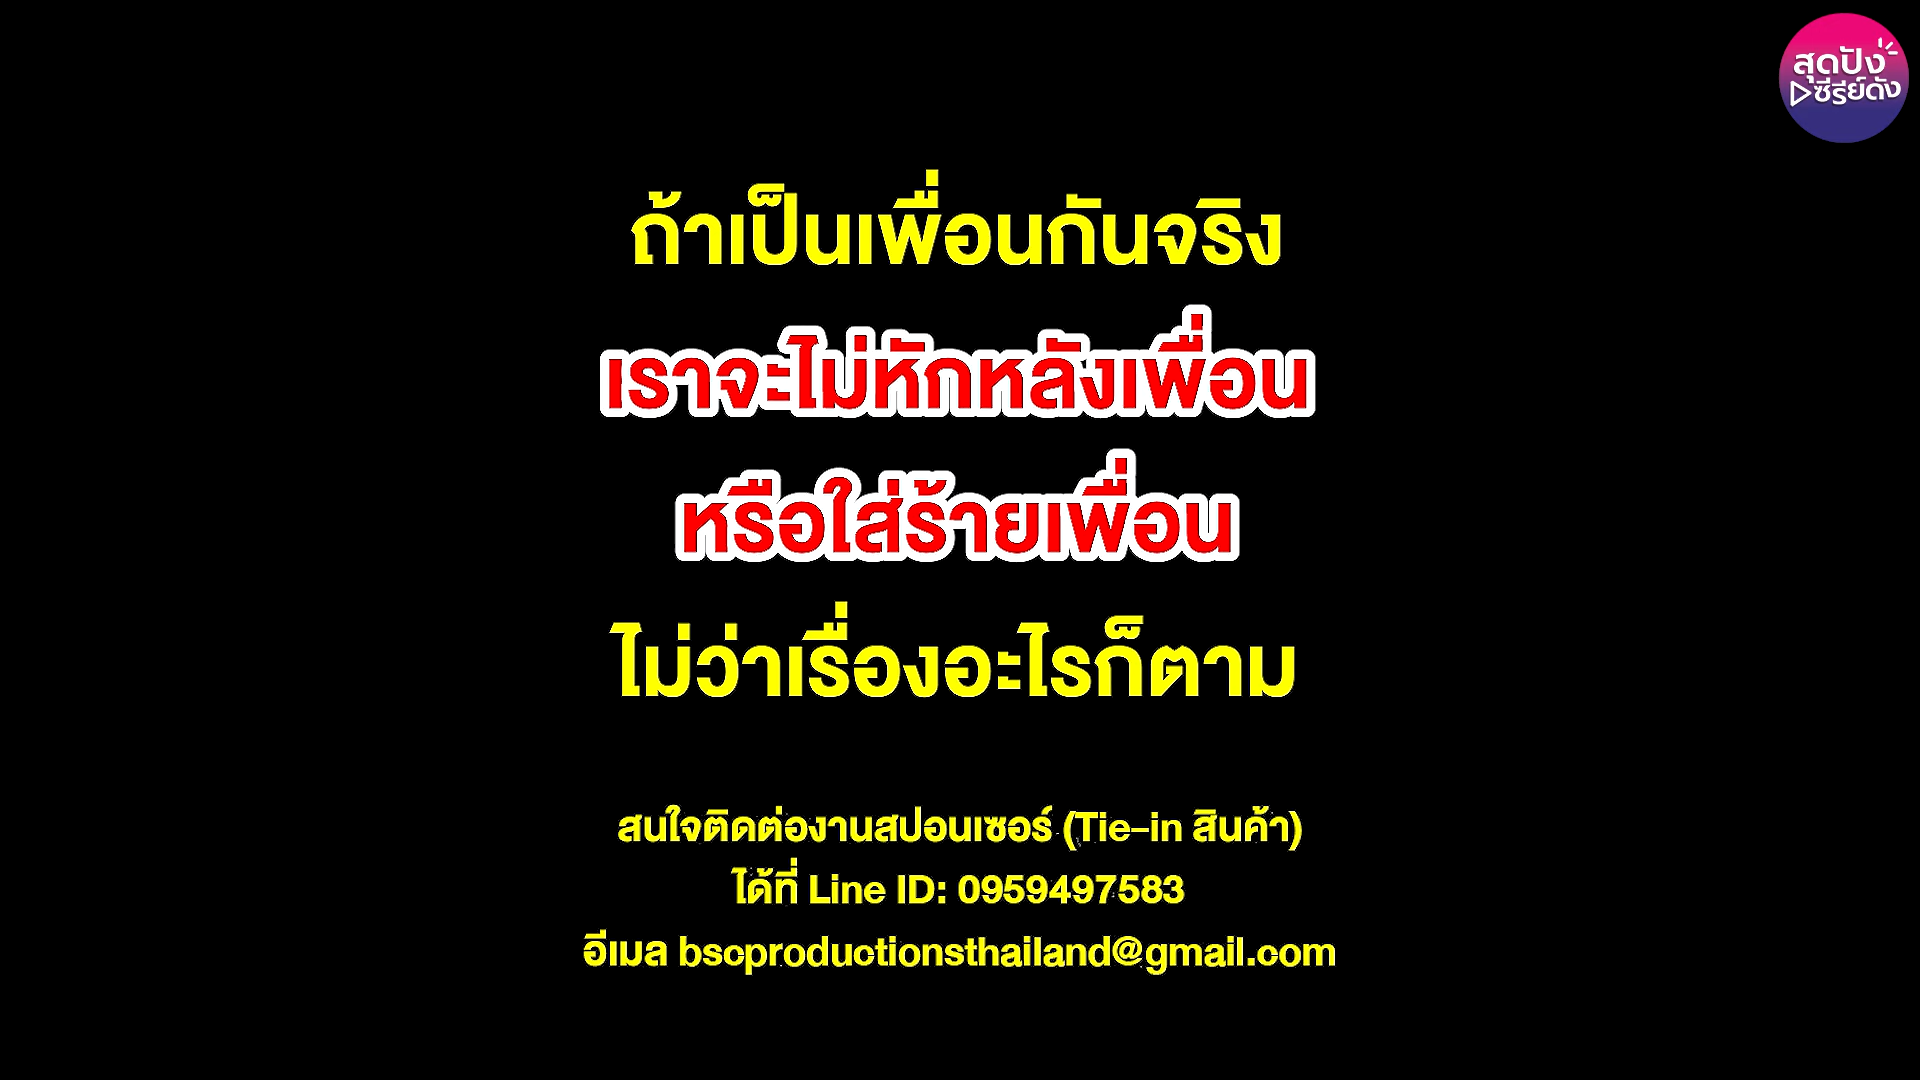 สุดปัง
ซีรีย์ดัง
ถ้าเป็นเพื่อนกันจริง
เราจะไม่หักหลังเพื่อน
หรือใส่ร้ายเพื่อน
ไม่ว่าเรื่องอะไรก็ตาม
สนใจติดต่องานสปอนเซอร์ (Tie-in สินค้า)
ได้ที่ Line ID: 0959497583
อีเมล bscproductionsthailand@gmail.com